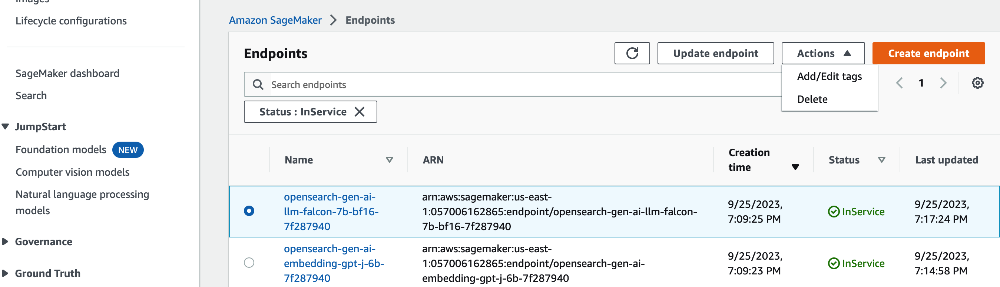 Images
Lifecycle configurations
SageMaker dashboard
Search
JumpStart
Foundation models NEW
Computer vision models
Natural language processing
models
Governance
Ground Truth
Amazon SageMaker > Endpoints
Endpoints
Update endpoint
Actions
Create endpoint
Add/Edit tags
Delete
Search endpoints
1
Status : InService
Name
ARN
Creation
time
Status
Last updated
opensearch-gen-ai-
llm-falcon-7b-bf16-
7f287940
arn:aws:sagemaker:us-east-
1:057006162865:endpoint/opensearch-gen-ai-llm-falcon-
7b-bf16-7f287940
9/25/2023,
7:09:25 PM
InService
9/25/2023,
7:17:24 PM
opensearch-gen-ai-
embedding-gpt-j-6b-
7f287940
arn:aws:sagemaker:us-east-
1:057006162865:endpoint/opensearch-gen-ai-
embedding-gpt-j-6b-7f287940
9/25/2023,
7:09:23 PM
InService
9/25/2023,
7:14:58 PM